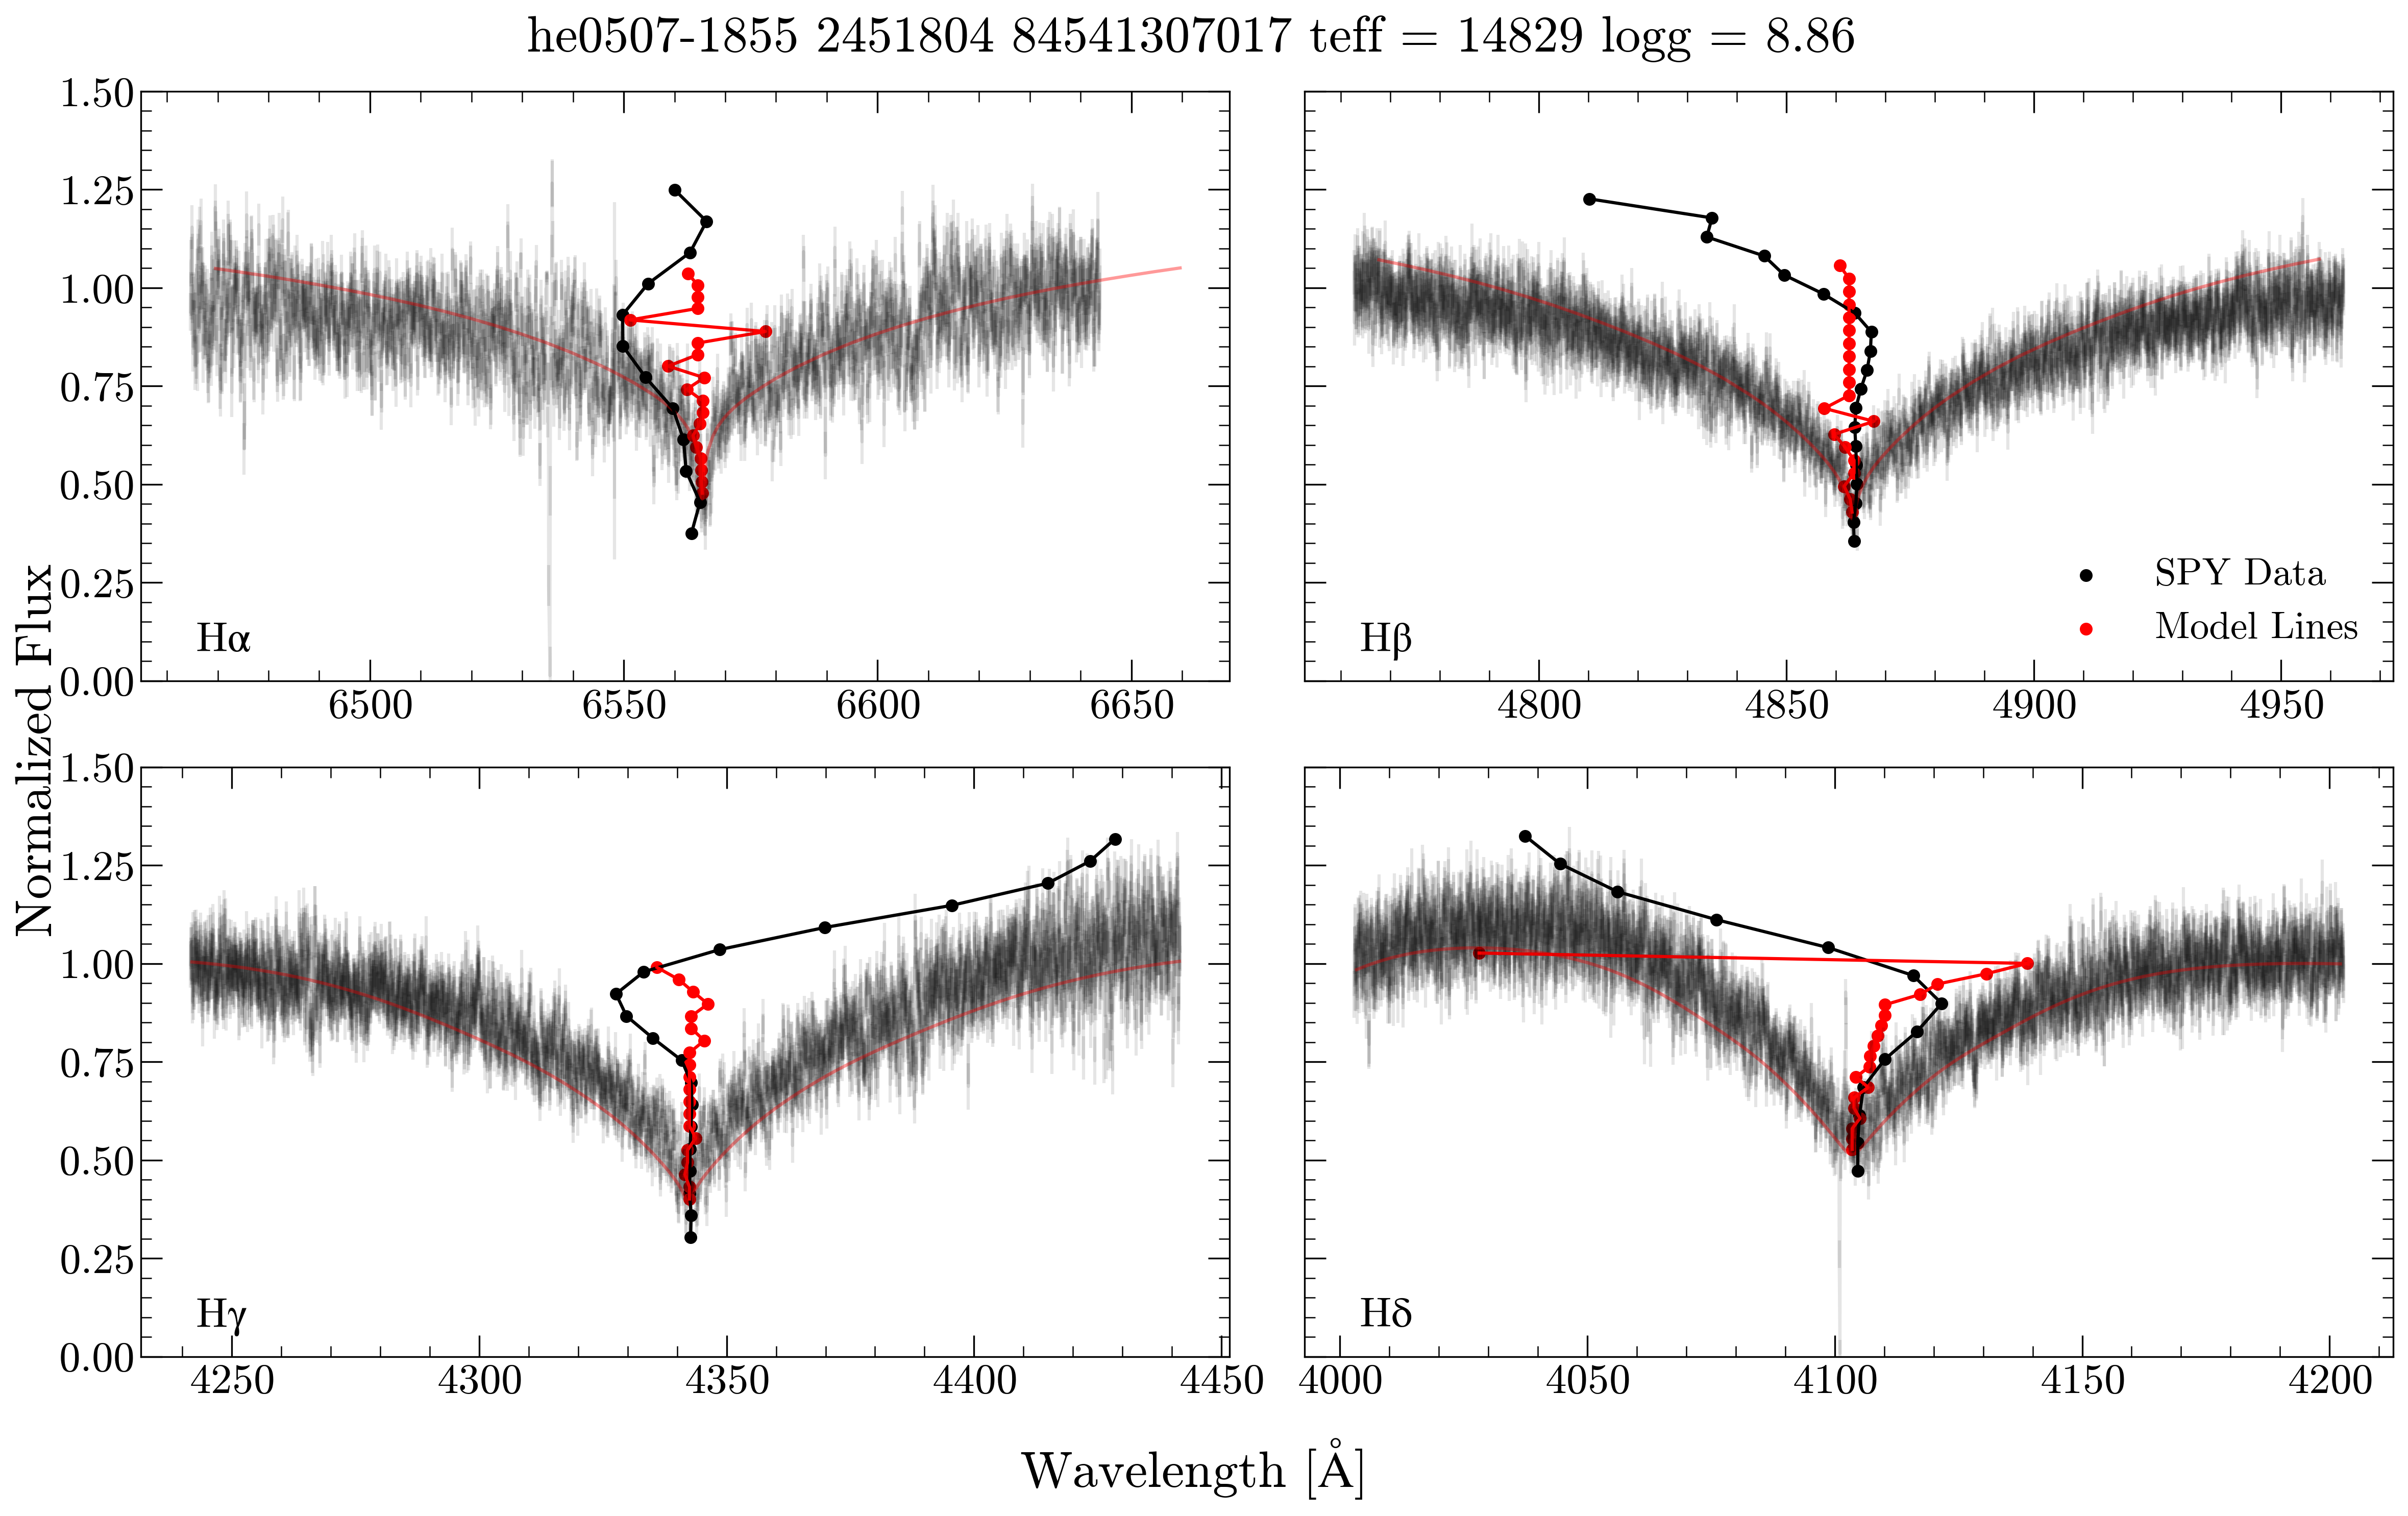 he0507-1855 2451804 84541307017 teff = 14829 logg = 8.86
Normalized Flux
1.50
1.25
1.00
0.75
0.50
0.25
0.00
Hα
6500 6550 6600 6650
Hβ
SPY Data
Model Lines
4800 4850 4900 4950
1.50
1.25
1.00
0.75
0.50
0.25
0.00
Hγ
4250 4300 4350 4400 4450
Hδ
4000 4050 4100 4150 4200
Wavelength [Å]